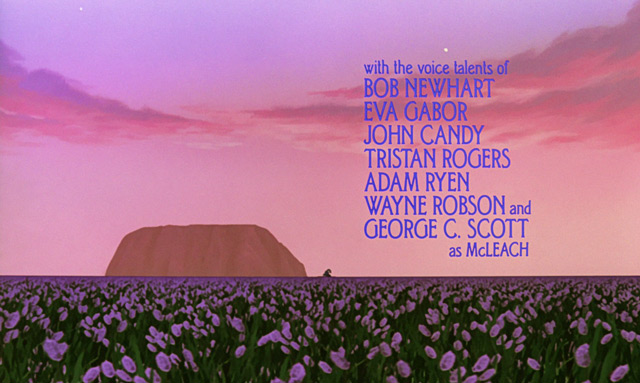 with the voice talents of
BOB NEWHART
EVA GABOR
JOHN CANDY
TRISTAN ROGERS
ADAM RYEN
WAYNE ROBSON and
GEORGE C. SCOTT
as McLEACH